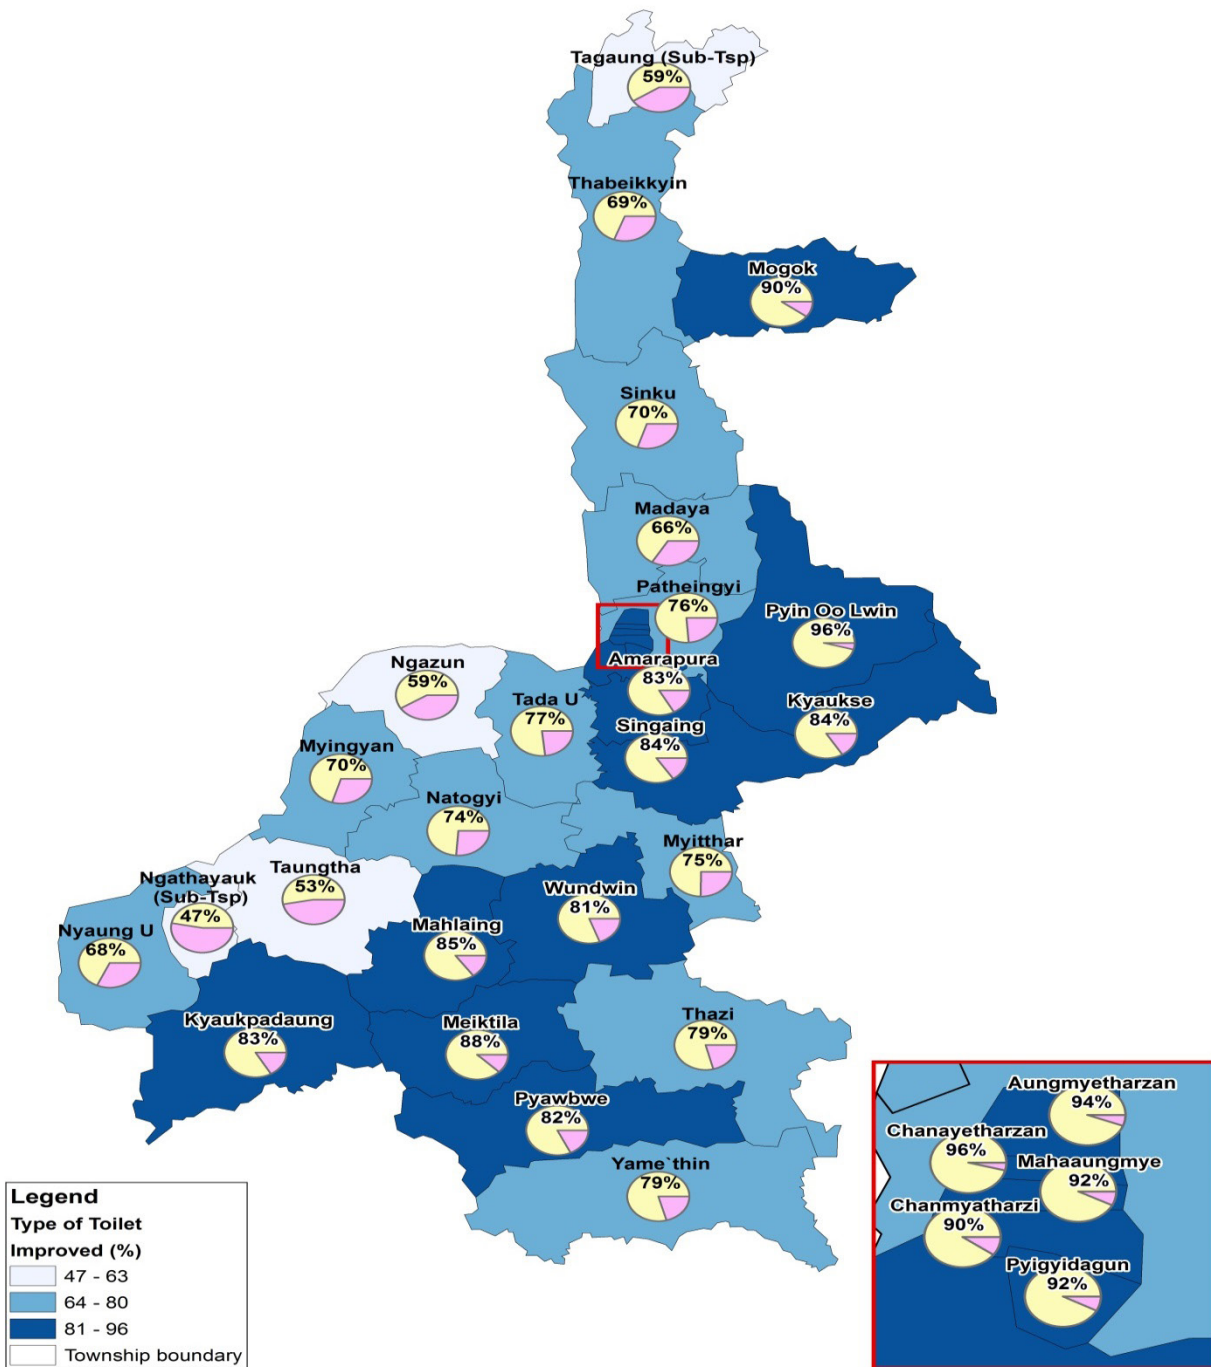 Tagaung (Sub-Tsp)
59%
Thabeikkyin
69%
Mogok
90%
Sinku
70%
Madaya
66%
Patheingyi
76%
Pyin Oo Lwin
96%
Amarapura
83%
Ngazun
59%
Tada U
77%
Kyaukse
84%
Singaing
84%
Myingyan
70%
Natogyi
74%
Myitthar
75%
Taungtha
53%
Ngathayauk
(Sub-Tsp)
47%
Wundwin
81%
Nyaung U
68%
Mahlaing
85%
Kyaukpadaung
83%
Meiktila
88%
Thazi
79%
Pyawbwe
82%
Yame`thin
79%
Aungmyetharzan
94%
Chanayetharzan
96%
Mahaaungmye
92%
Chanmyatharzi
90%
Pyigyidagun
92%
Legend
Type of Toilet
Improved (%)
47 - 63
64 - 80
81 - 96
Township boundary